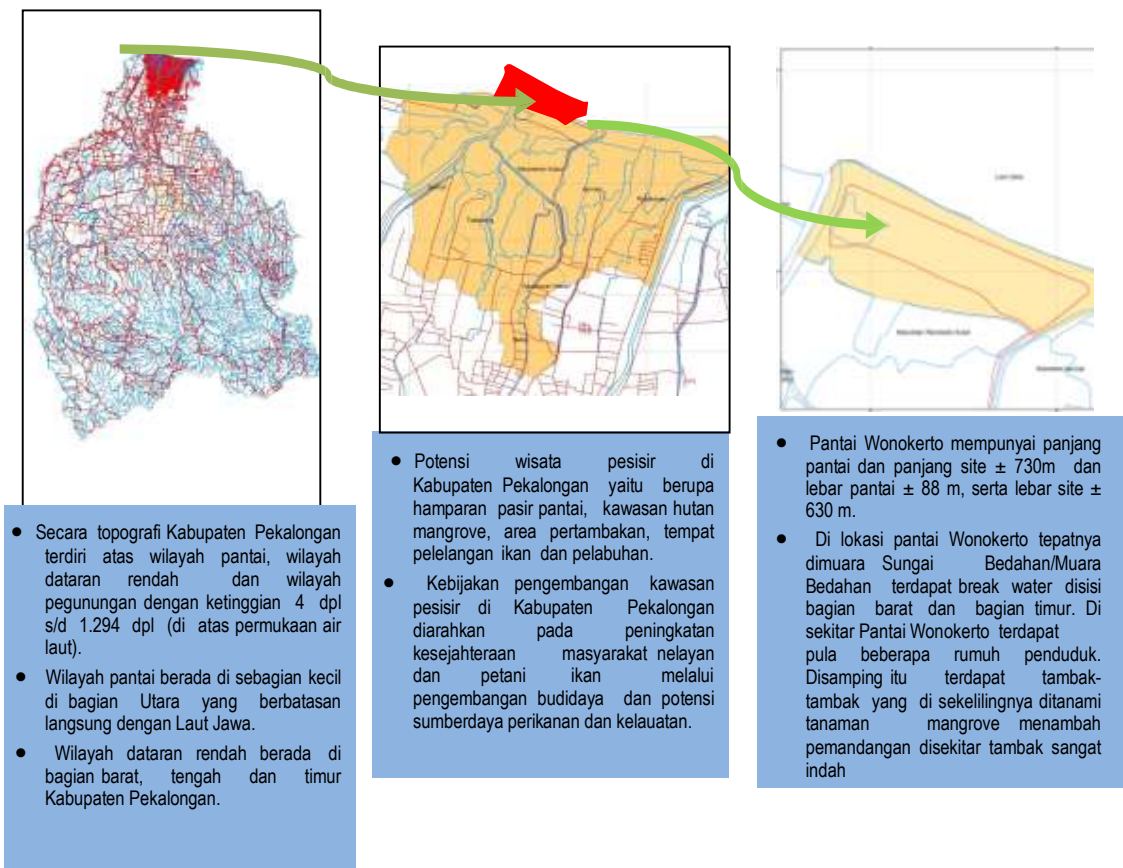 Laut Jawa
• Secara topografi Kabupaten Pekalongan
terdiri atas wilayah pantai, wilayah
dataran rendah dan wilayah
pegunungan dengan ketinggian 4 dpl
s/d 1.294 dpl (di atas permukaan air
laut).
• Wilayah pantai berada di sebagian kecil
di bagian Utara yang berbatasan
langsung dengan Laut Jawa.
• Wilayah dataran rendah berada di
bagian barat, tengah dan timur
Kabupaten Pekalongan.
• Potensi wisata pesisir di
Kabupaten Pekalongan yaitu berupa
hamparan pasir pantai, kawasan hutan
mangrove, area pertambakan, tempat
pelelangan ikan dan pelabuhan.
• Kebijakan pengembangan kawasan
pesisir di Kabupaten Pekalongan
diarahkan pada peningkatan
kesejahteraan masyarakat nelayan
dan petani ikan melalui
pengembangan budidaya dan potensi
sumberdaya perikanan dan kelauatan.
• Pantai Wonokerto mempunyai panjang
pantai dan panjang site ± 730m dan
lebar pantai ± 88 m, serta lebar site ±
630 m.
• Di lokasi pantai Wonokerto tepatnya
dimuara Sungai Bedahan/Muara
Bedahan terdapat break water disisi
bagian barat dan bagian timur. Di
sekitar Pantai Wonokerto terdapat
pula beberapa rumuh penduduk.
Disamping itu terdapat tambak-
tambak yang di sekelilingnya ditanami
tanaman mangrove menambah
pemandangan disekitar tambak sangat
indah